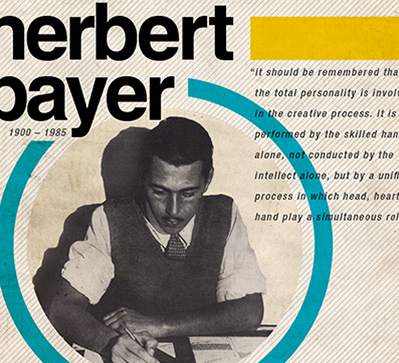 herbert
bayer
1900 – 1985
“it should be remembered tha
the total personality is involv
in the creative process. it is
performed by the skilled han
alone, not conducted by the
intellect alone, but by a unifi
process in which head, heart
hand play a simultaneous rol